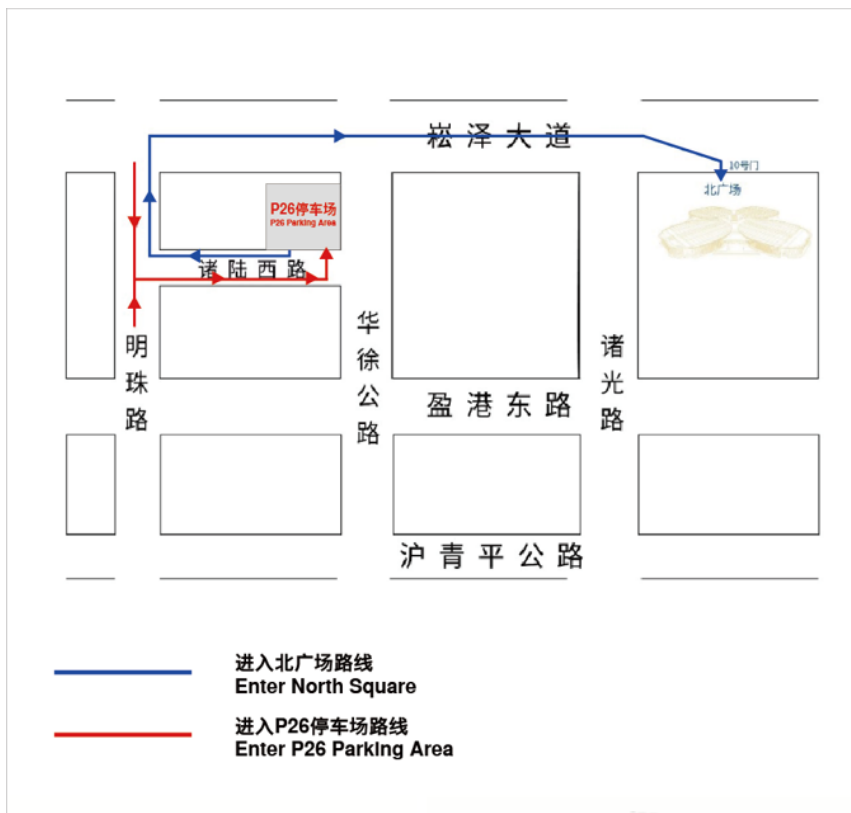 崧泽大道
10号门
北广场
P26停车场
P26 Parking Area
诸陆西路
明珠路
华徐公路
诸光路
盈港东路
沪青平公路
进入北广场路线
Enter North Square
进入P26停车场路线
Enter P26 Parking Area